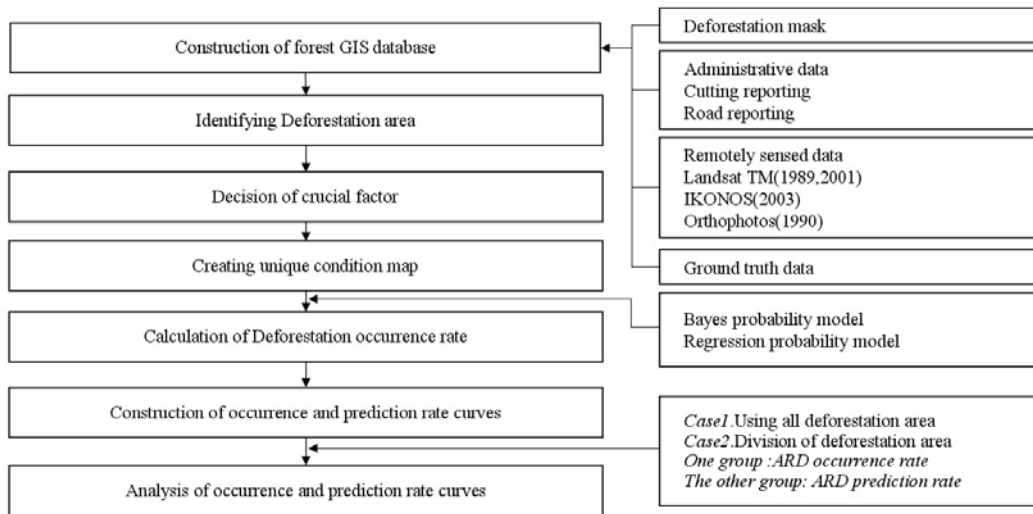 Construction of forest GIS database
Identifying Deforestation area
Decision of crucial factor
Creating unique condition map
Calculation of Deforestation occurrence rate
Construction of occurrence and prediction rate curves
Analysis of occurrence and prediction rate curves
Deforestation mask
Administrative data
Cutting reporting
Road reporting
Remotely sensed data
Landsat TM(1989,2001)
IKONOS(2003)
Orthophotos(1990)
Ground truth data
Bayes probability model
Regression probability model
Case1.Using all deforestation area
Case2.Division of deforestation area
One group :ARD occurrence rate
The other group: ARD prediction rate